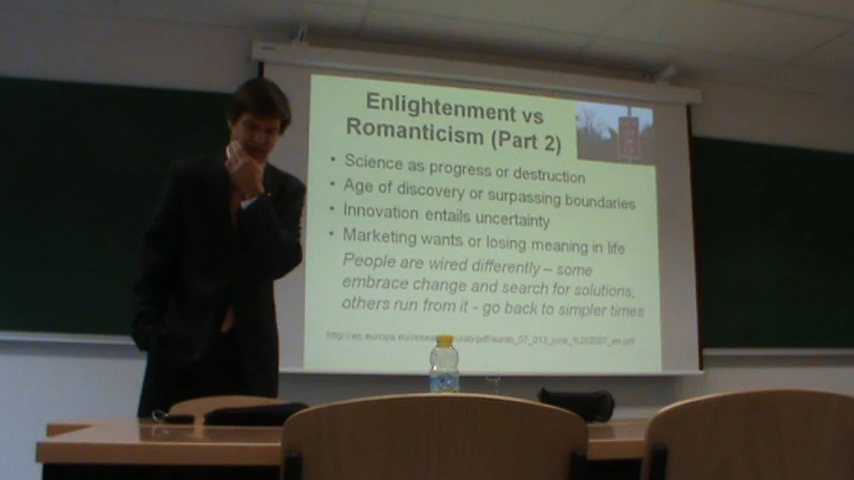 Enlightenment vs
Romanticism (Part 2)
• Science as progress or destruction
• Age of discovery or surpassing boundaries
• Innovation entails uncertainty
• Marketing wants or losing meaning in life
People are wired differently – some
embrace change and search for solutions,
others run from it - go back to simpler times